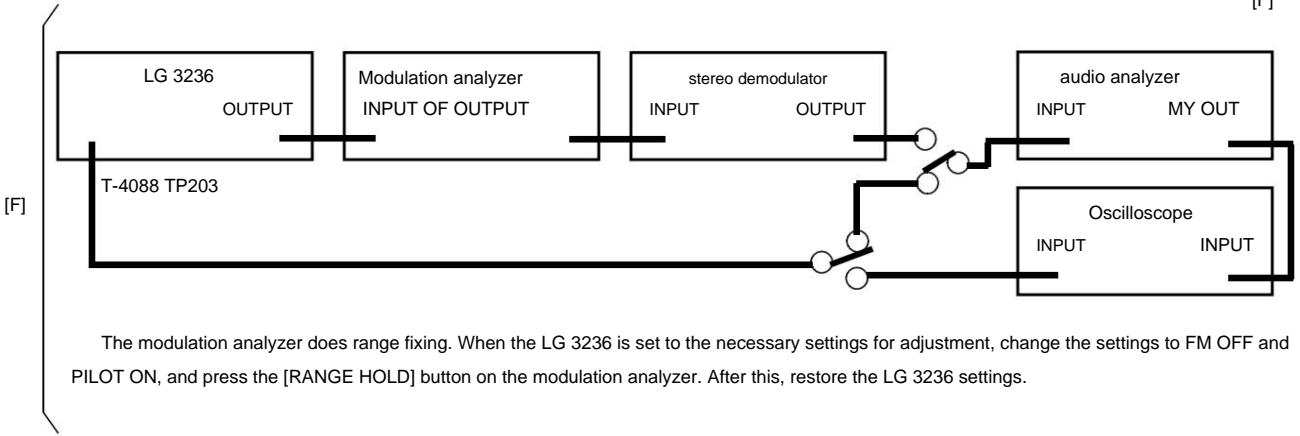 [F]
LG 3236
OUTPUT
Modulation analyzer
INPUT OF OUTPUT
stereo demodulator
INPUT OUTPUT
audio analyzer
INPUT MY OUT
T-4088 TP203
[F]
Oscilloscope
INPUT INPUT
The modulation analyzer does range fixing. When the LG 3236 is set to the necessary settings for adjustment, change the settings to FM OFF and
PILOT ON, and press the [RANGE HOLD] button on the modulation analyzer. After this, restore the LG 3236 settings.